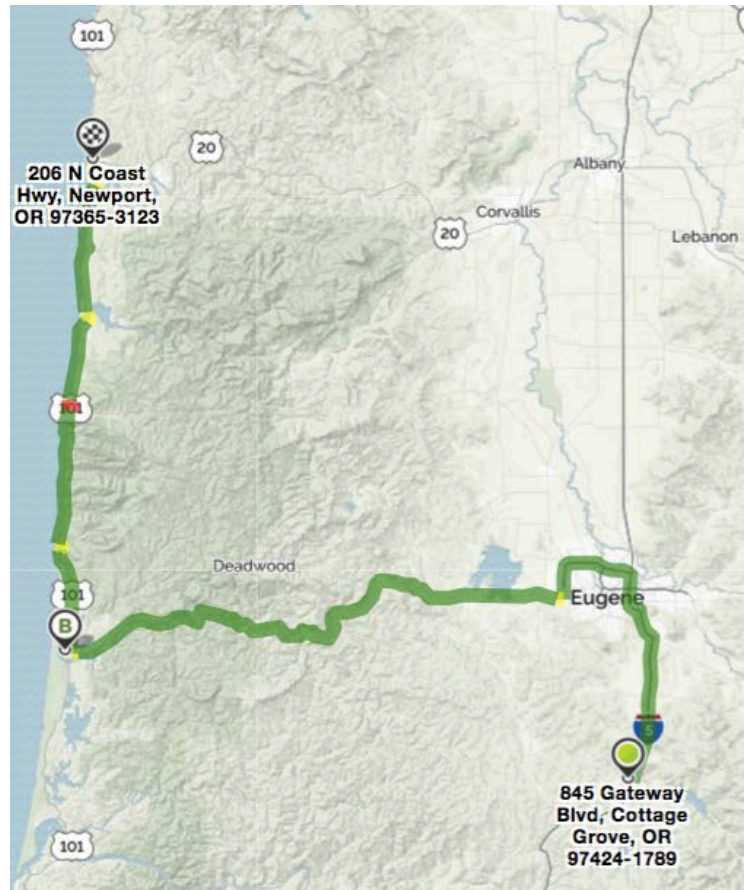 101
20
206 N Coast
Hwy, Newport,
OR 97365-3123
Albany
Corvallis
20
Lebanon
101
Deadwood
101
Eugene
B
5
845 Gateway
Blvd, Cottage
Grove, OR
97424-1789
101